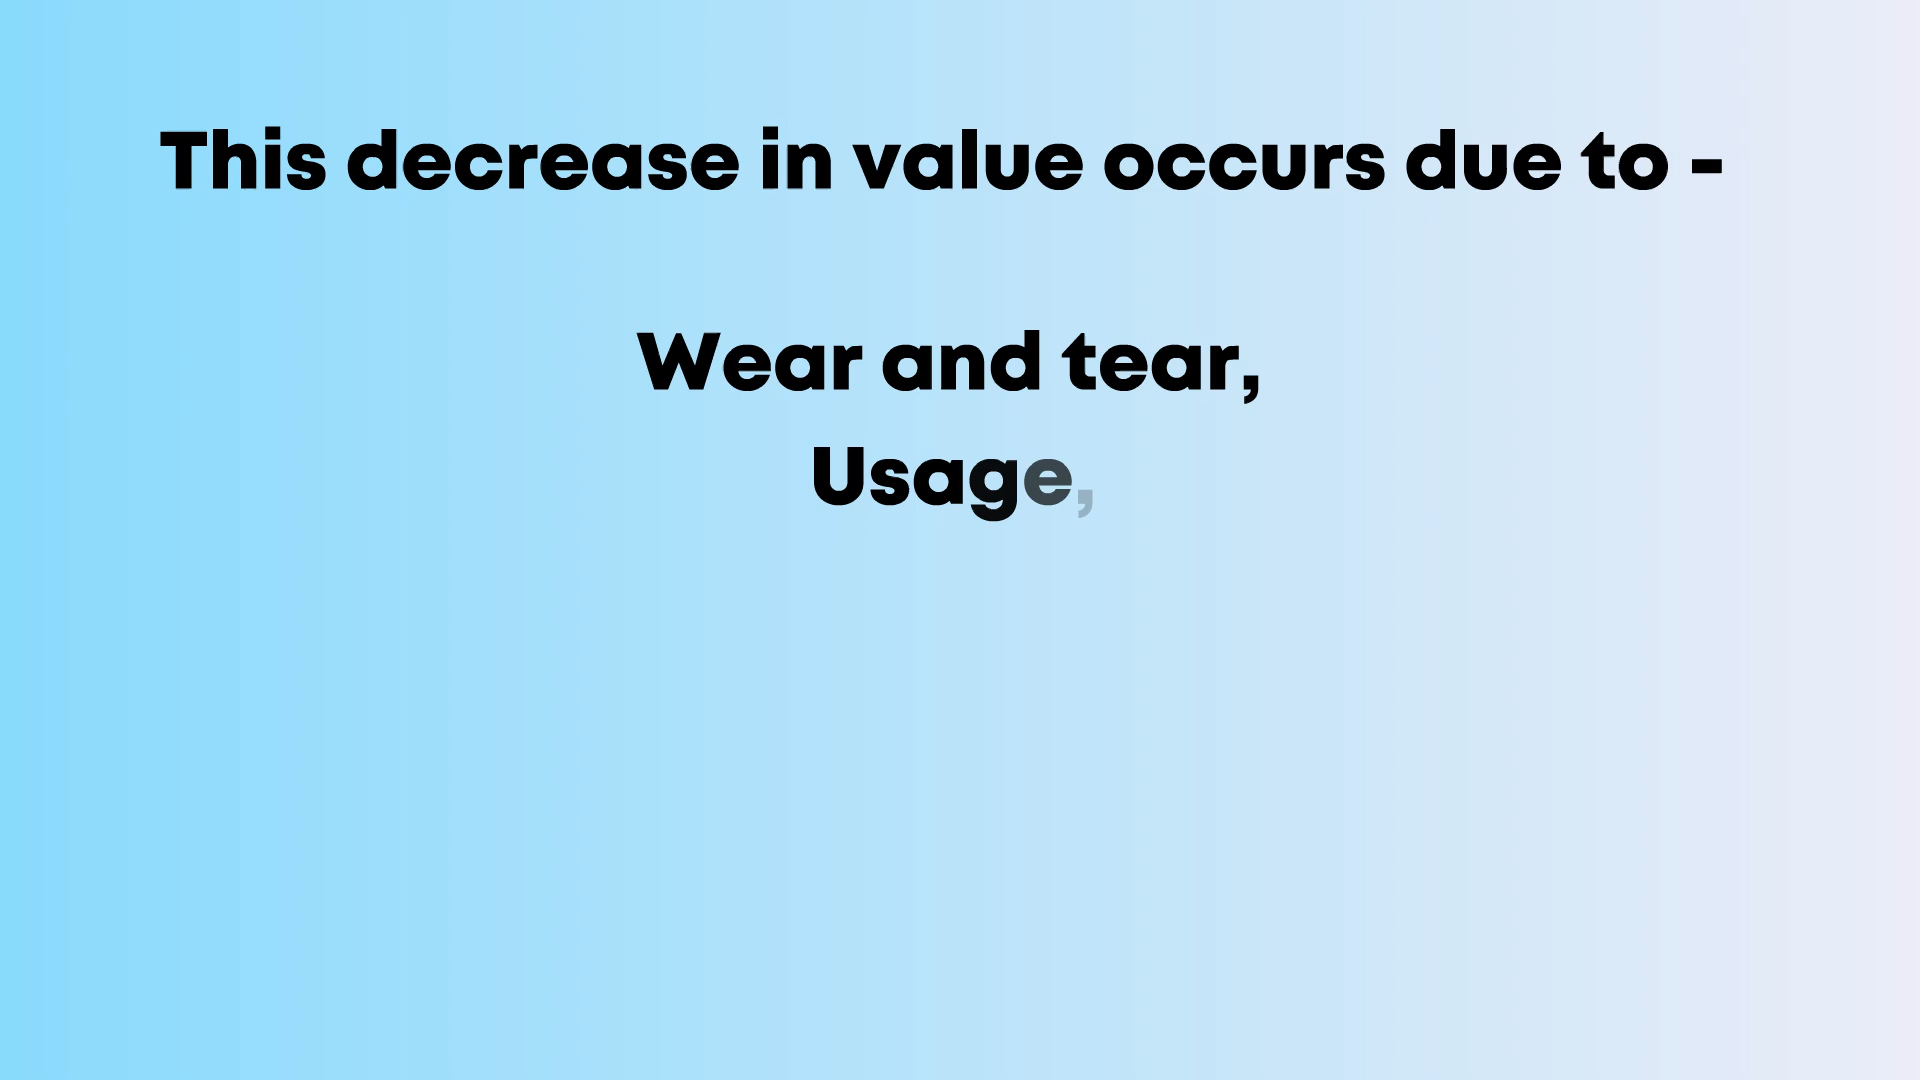 This decrease in value occurs due to -
Wear and tear,
Usage,